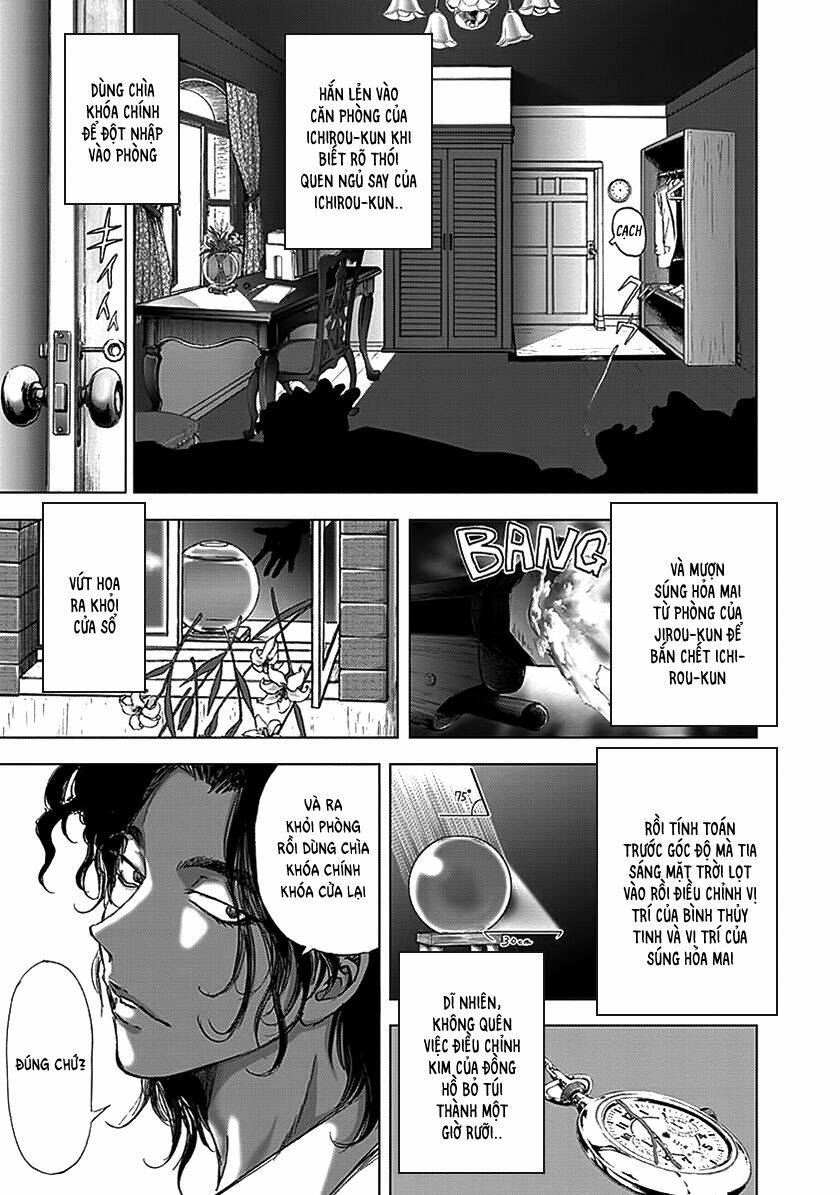 HẮN LẺN VÀO
CĂN PHÒNG CỦA
ICHIROU-KUN KHI
BIẾT RÕ THÓI
QUEN NGỦ SAY CỦA
ICHIROU-KUN..
CẠCH
DÙNG CHÌA
KHÓA CHÍNH
ĐỂ ĐỘT NHẬP
VÀO PHÒNG
キイイィ
VÀ MƯỢN
SÚNG HỎA MAI
TỪ PHÒNG CỦA
JIROU-KUN ĐỂ
BẮN CHẾT ICHI-
ROU-KUN
BANG
VỨT HOA
RA KHỎI
CỬA SỔ
RỒI TÍNH TOÁN
TRƯỚC GÓC ĐỘ MÀ TIA
SÁNG MẶT TRỜI LỌT
VÀO RỒI ĐIỀU CHỈNH VỊ
TRÍ CỦA BÌNH THỦY
TINH VÀ VỊ TRÍ CỦA
SÚNG HỎA MAI
75°
30cm
DĨ NHIÊN,
KHÔNG QUÊN
VIỆC ĐIỀU CHỈNH
KIM CỦA ĐỒNG
HỒ BỎ TÚI
THÀNH MỘT
GIỜ RƯỠI..
VÀ RA
KHỎI PHÒNG
RỒI DÙNG CHÌA
KHÓA CHÍNH
KHÓA CỬA LẠI
ĐÚNG CHỨ?